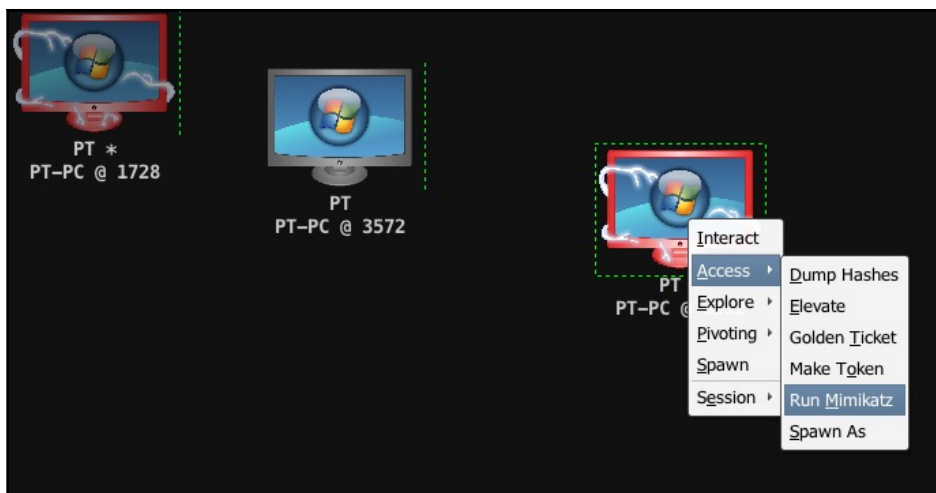 PT *
PT-PC @ 1728
PT
PT-PC @ 3572
PT
PT-PC @
Interact
Access
Explore
Pivoting
Spawn
Session
Dump Hashes
Elevate
Golden Ticket
Make Token
Run Mimikatz
Spawn As